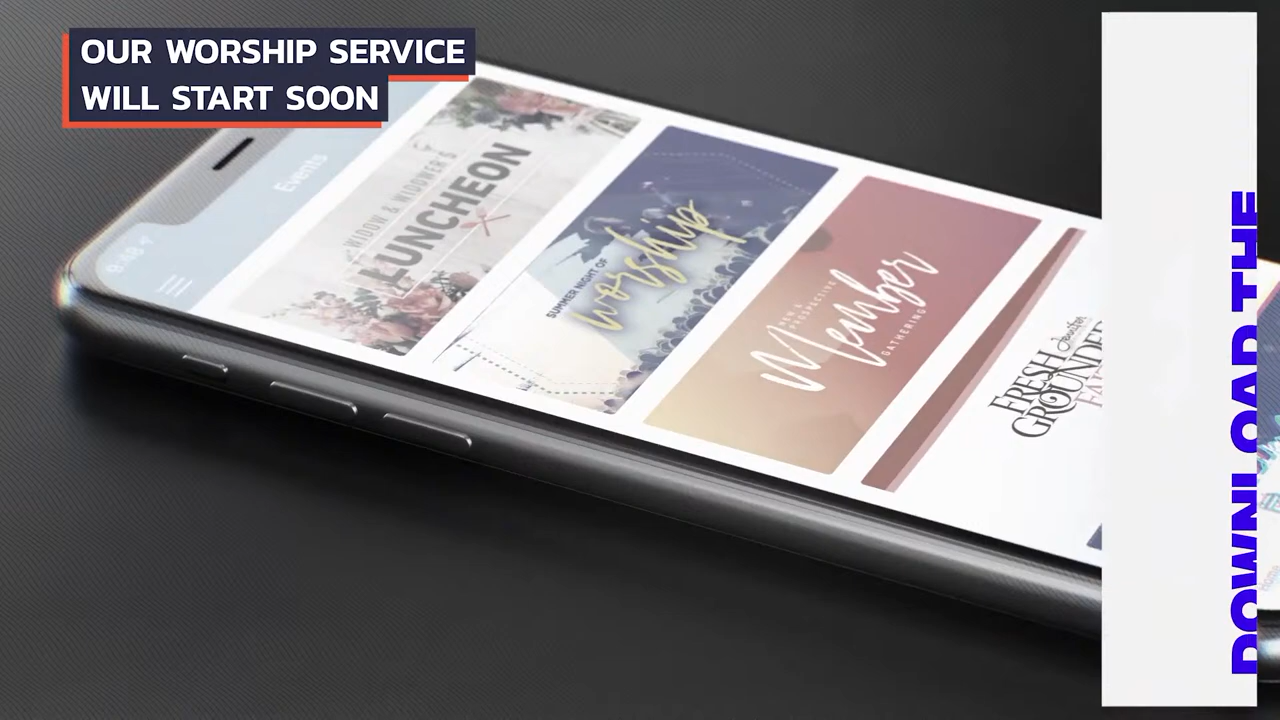 OUR WORSHIP SERVICE
WILL START SOON
Events
WIDOW & WIDOWER'S
LUNCHEON
SUMMER NIGHT OF
worship
NEW &
PROSPECTIVE
Member
GATHERING
FRESH
GROUNDED
DOWNLOAD THE
Home